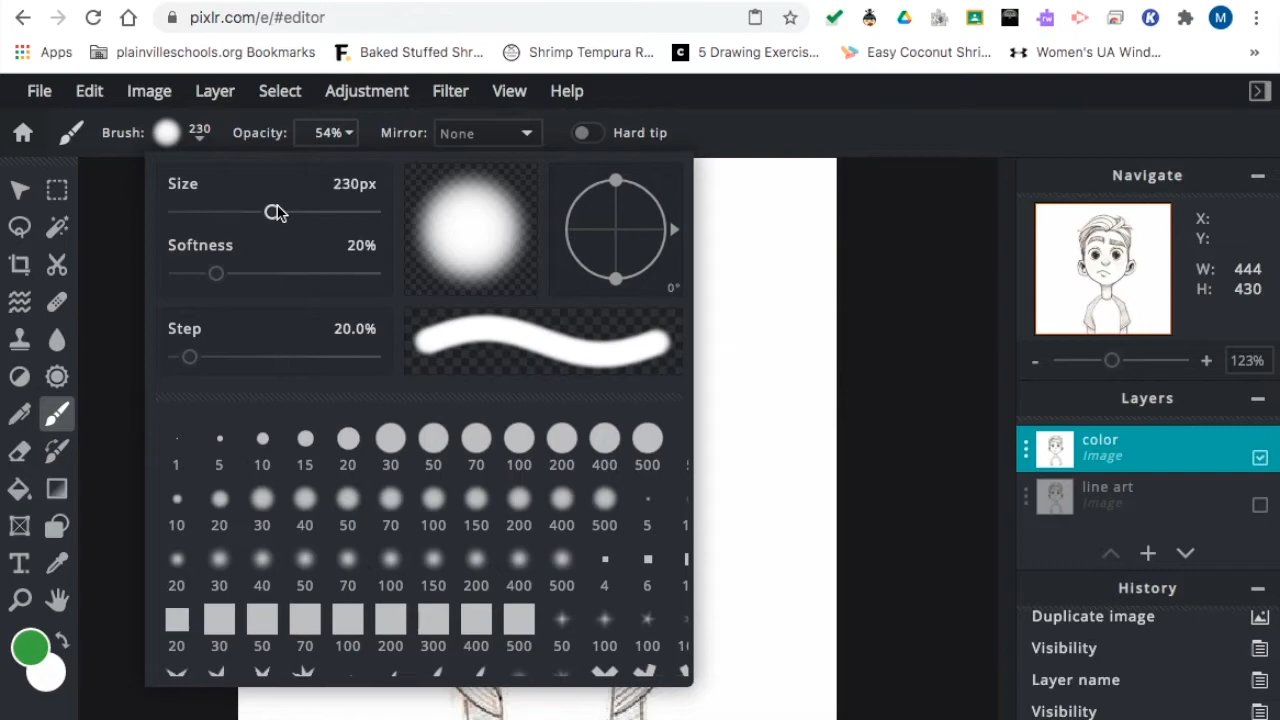 pixlr.com/e/#editor
M
Apps plainvilleschools.org Bookmarks Baked Stuffed Shr... Shrimp Tempura R... 5 Drawing Exercis... Easy Coconut Shri... Women's UA Wind... »
File Edit Image Layer Select Adjustment Filter View Help
Brush: 230 Opacity: 54% Mirror: None Hard tip
Size 230px
Softness 20%
0°
Step 20.0%
1 5 10 15 20 30 50 70 100 200 400 500
10 20 30 40 50 70 100 150 200 400 500 5
20 30 40 50 70 100 150 200 400 500 4 6
20 30 50 70 100 200 300 400 500 50 100 100
Navigate
X:
Y:
W: 444
H: 430
- + 123%
Layers
color
Image
line art
Image
History
Duplicate image
Visibility
Layer name
Visibility